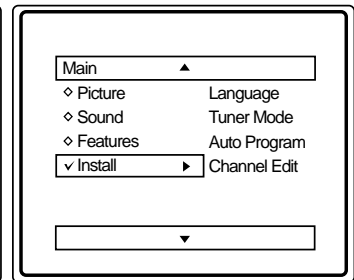 Main ▲
◇ Picture Language
◇ Sound Tuner Mode
◇ Features Auto Program
✓ Install ▶ Channel Edit
▼